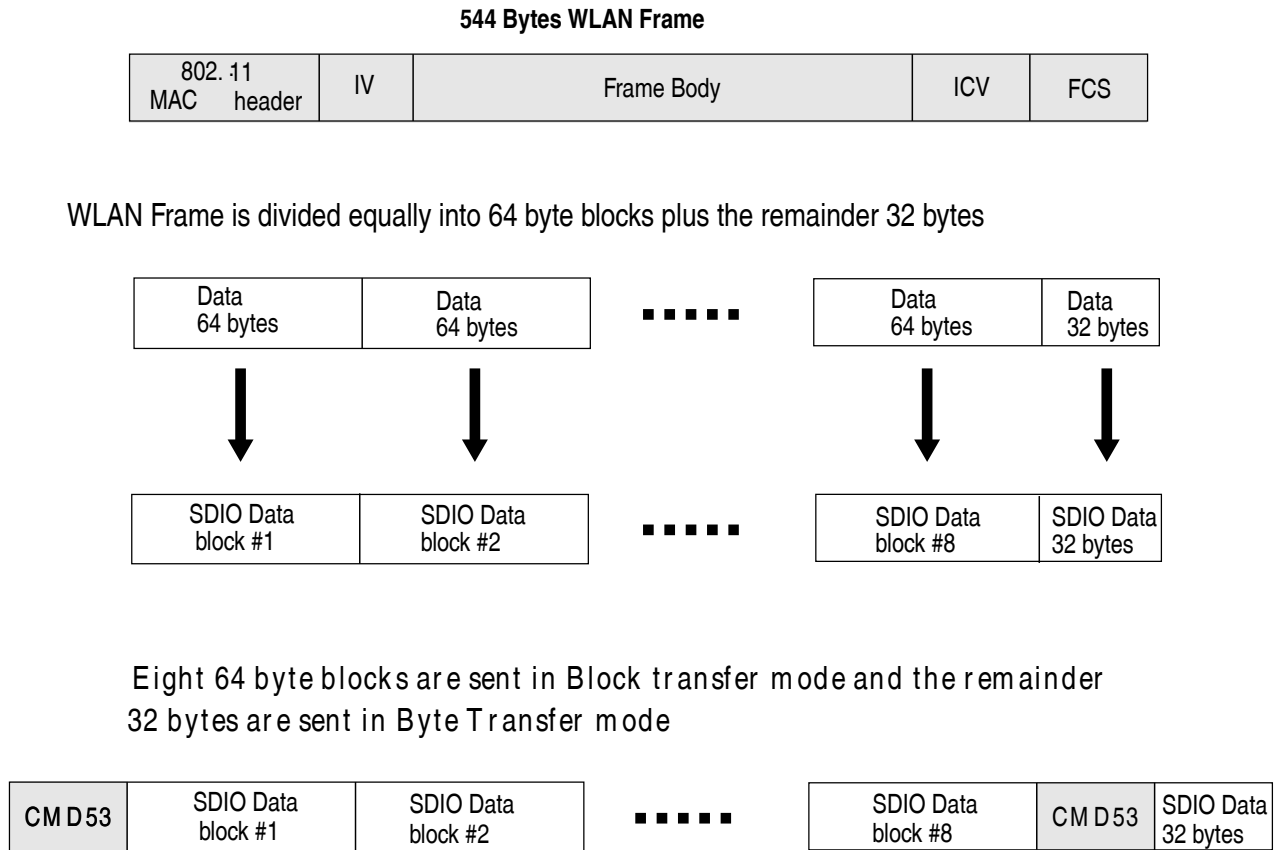 544 Bytes WLAN Frame
802.11
MAC header
IV
Frame Body
ICV
FCS
WLAN Frame is divided equally into 64 byte blocks plus the remainder 32 bytes
Data
64 bytes
Data
64 bytes
Data
64 bytes
Data
32 bytes
SDIO Data
block #1
SDIO Data
block #2
SDIO Data
block #8
SDIO Data
32 bytes
Eight 64 byte blocks are sent in Block transfer mode and the remainder
32 bytes are sent in Byte Transfer mode
CMD53
SDIO Data
block #1
SDIO Data
block #2
SDIO Data
block #8
CMD53
SDIO Data
32 bytes